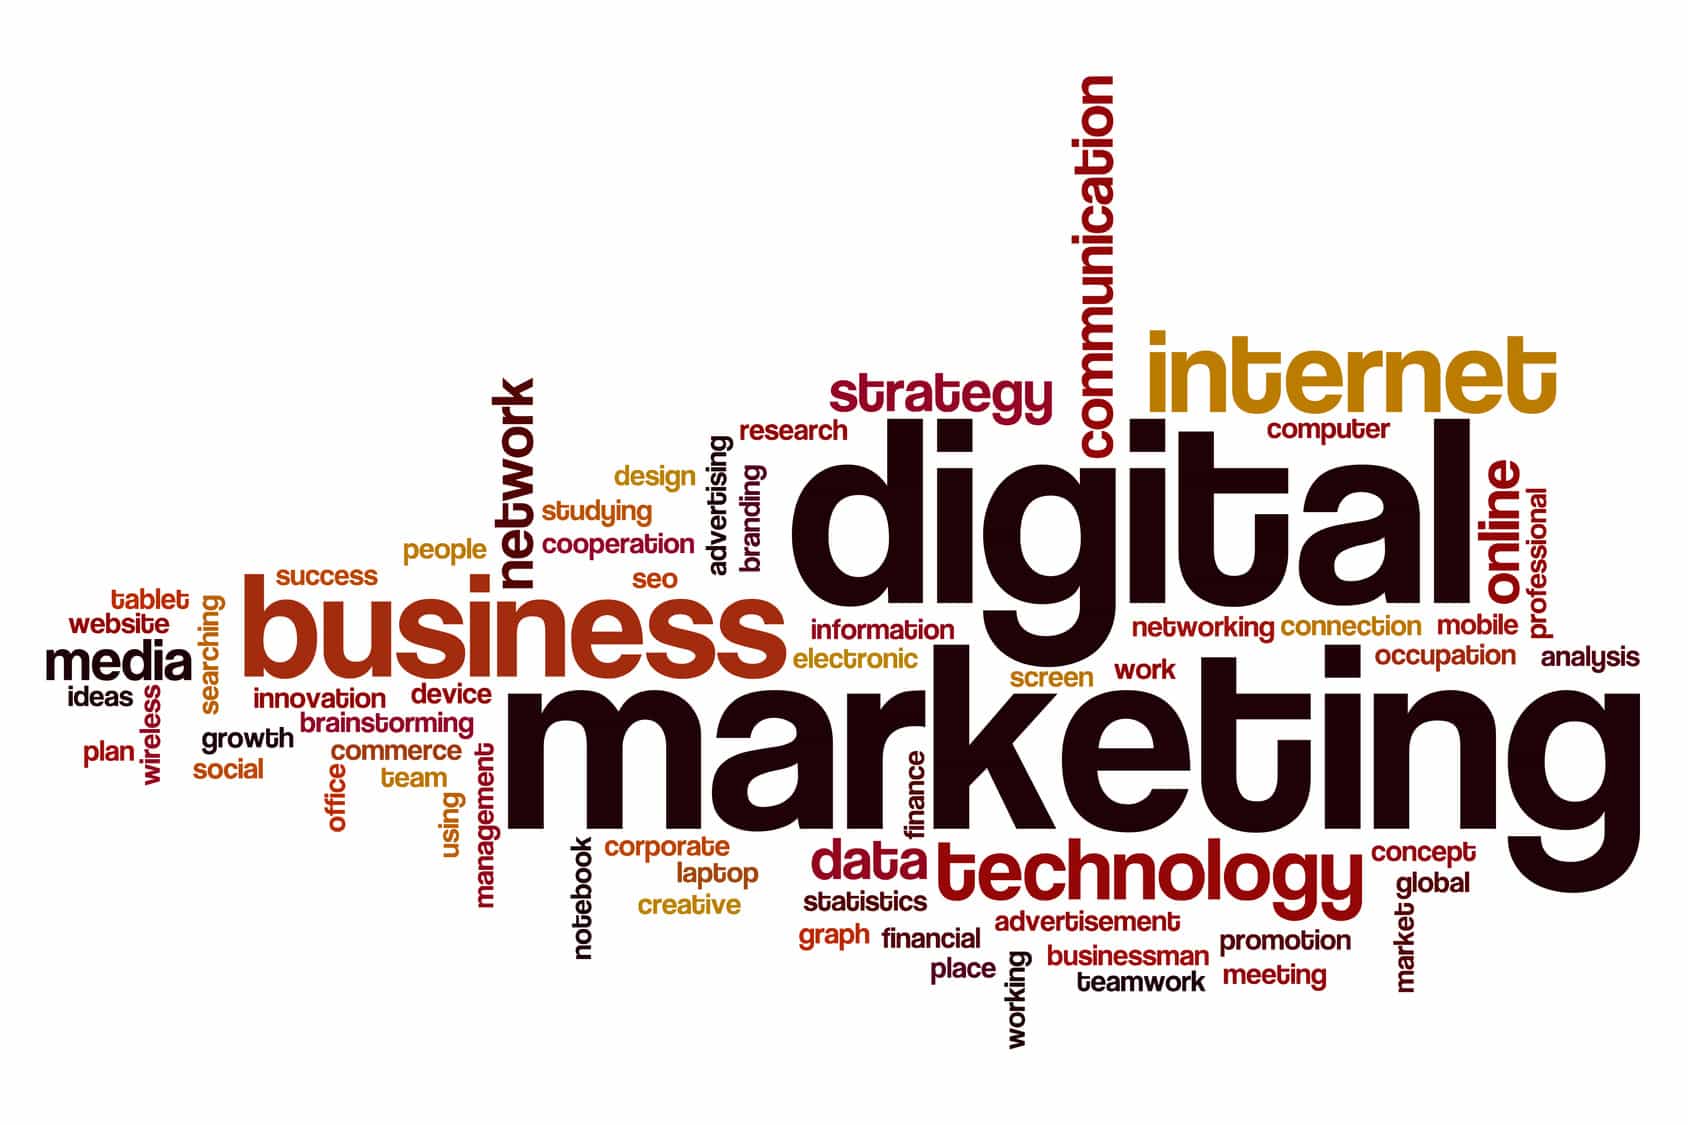 communication
internet
strategy
computer
research
network
digital
advertising
branding
design
studying
cooperation
online
professional
people
success
seo
business
tablet
website
searching
media
information
networking
connection
mobile
electronic
occupation
analysis
screen
work
ideas
wireless
innovation
device
marketing
brainstorming
growth
plan
commerce
social
team
office
using
management
finance
notebook
corporate
laptop
creative
data
technology
concept
global
statistics
market
advertisement
graph
financial
promotion
businessman
place
meeting
teamwork
working